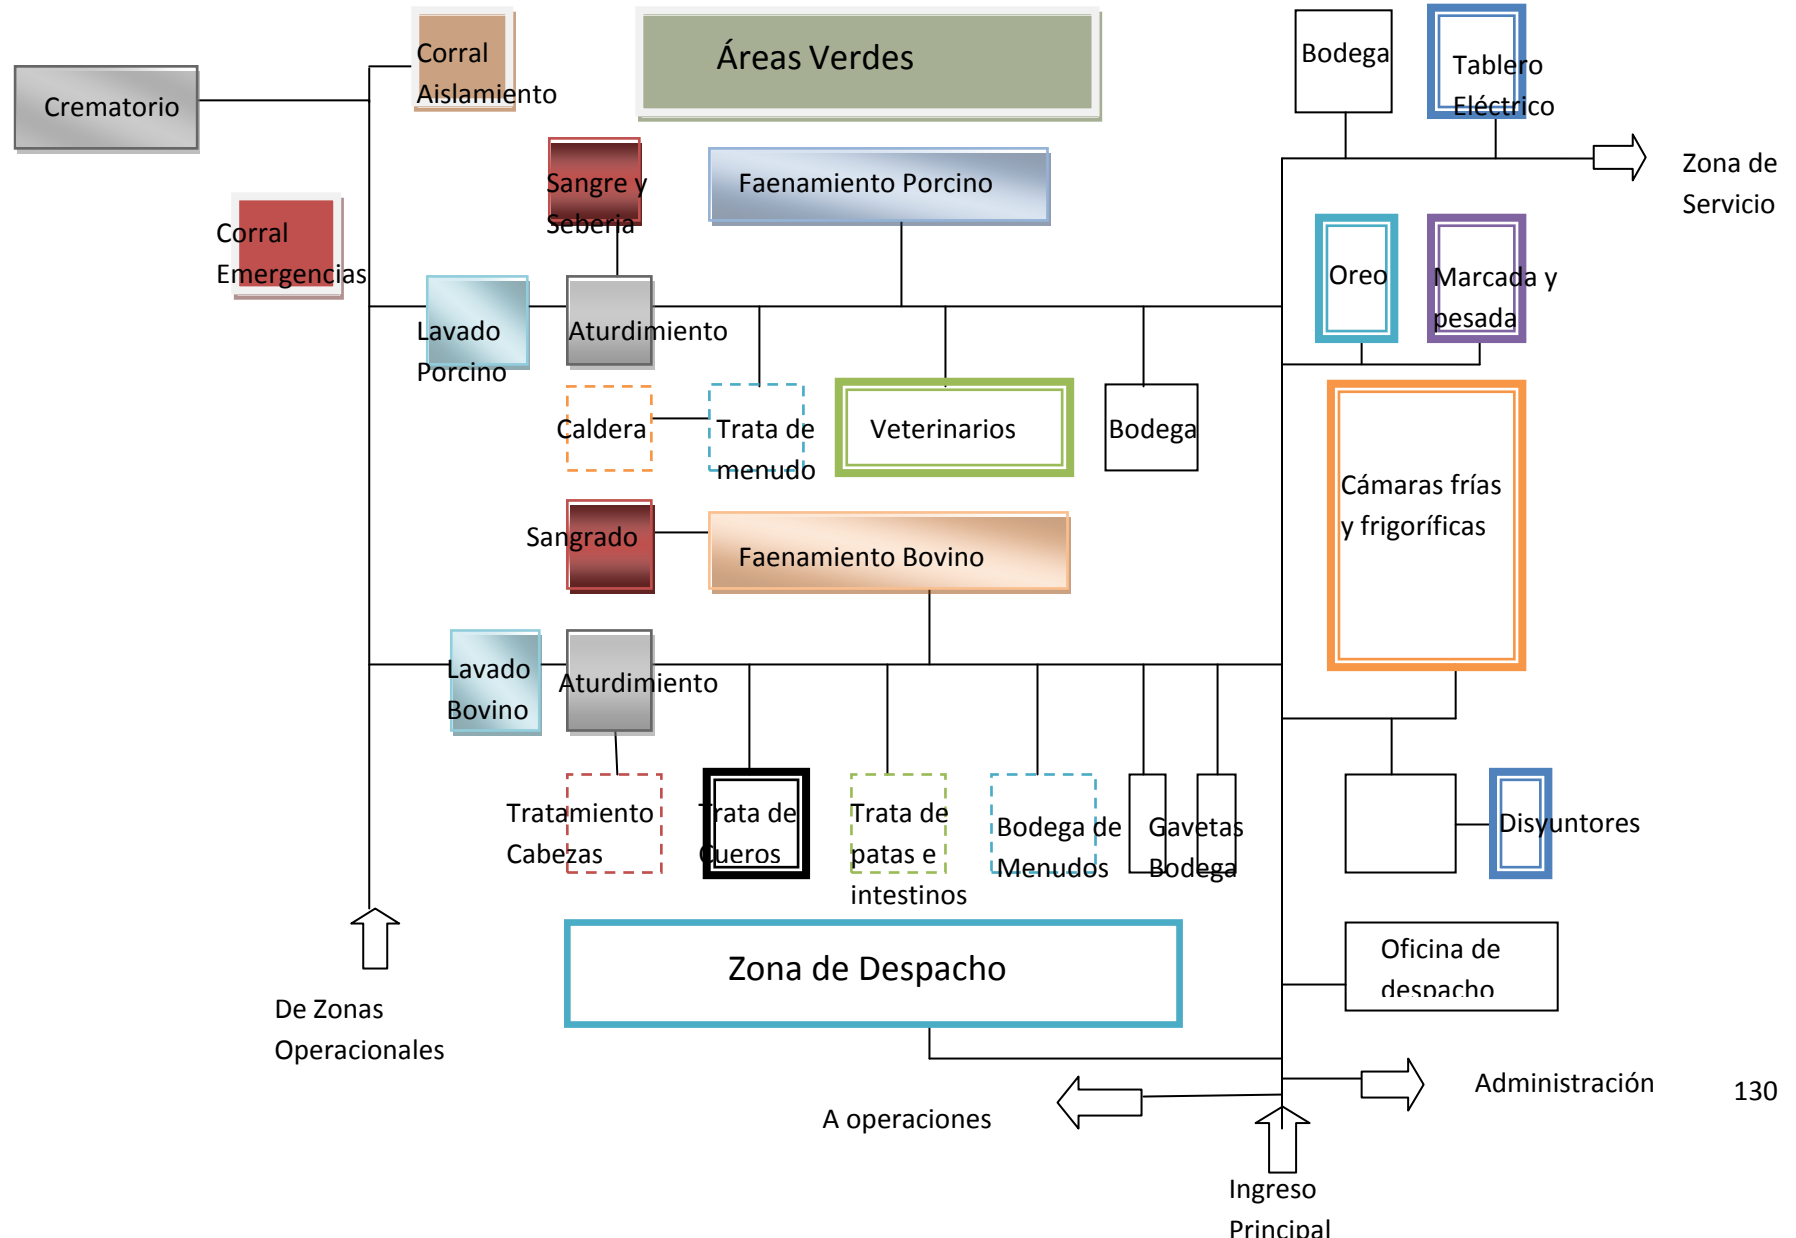 Corral
Aislamiento
Áreas Verdes
Bodega
Tablero
Eléctrico
Crematorio
Zona de
Servicio
Sangre y
Seberia
Faenamiento Porcino
Corral
Emergencias
Oreo
Marcada y
pesada
Lavado
Porcino
Aturdimiento
Caldera
Trata de
menudo
Veterinarios
Bodega
Cámaras frías
y frigoríficas
Sangrado
Faenamiento Bovino
Lavado
Bovino
Aturdimiento
Tratamiento
Cabezas
Trata de
Cueros
Trata de
patas e
intestinos
Bodega de
Menudos
Gavetas
Bodega
Disyuntores
Zona de Despacho
Oficina de
despacho
De Zonas
Operacionales
A operaciones
Administración
130
Ingreso
Principal